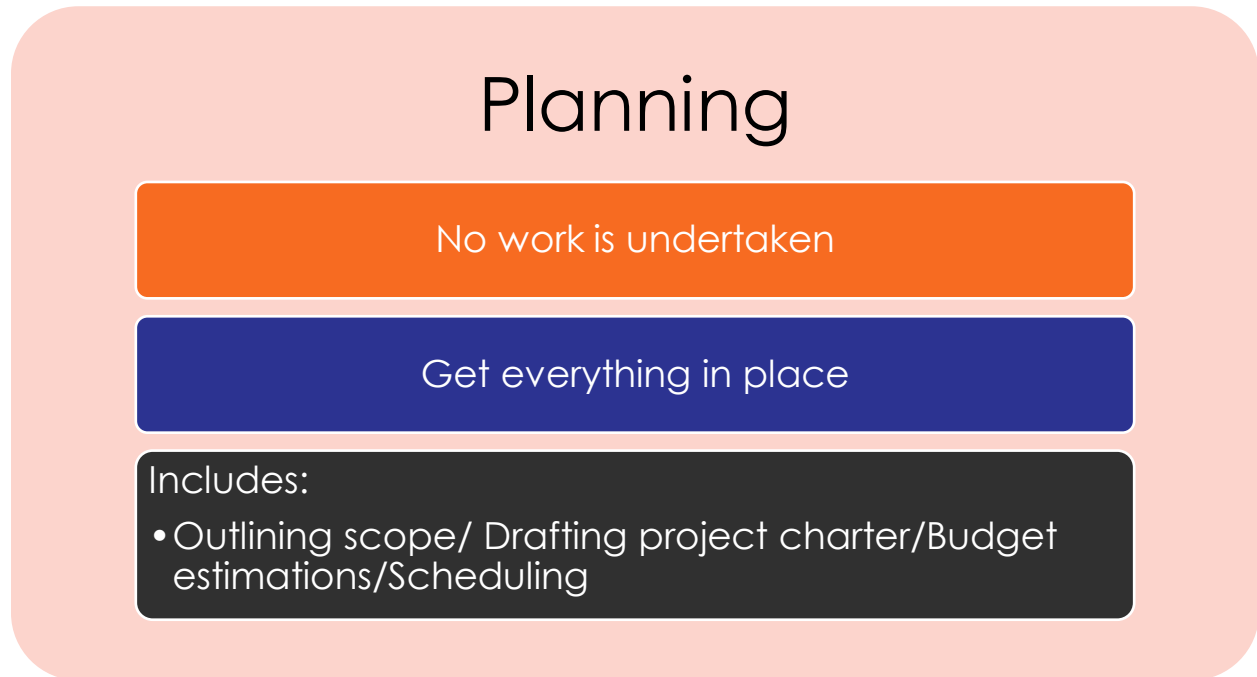 Planning
No work is undertaken
Get everything in place
Includes:
•Outlining scope/ Drafting project charter/Budget
estimations/Scheduling